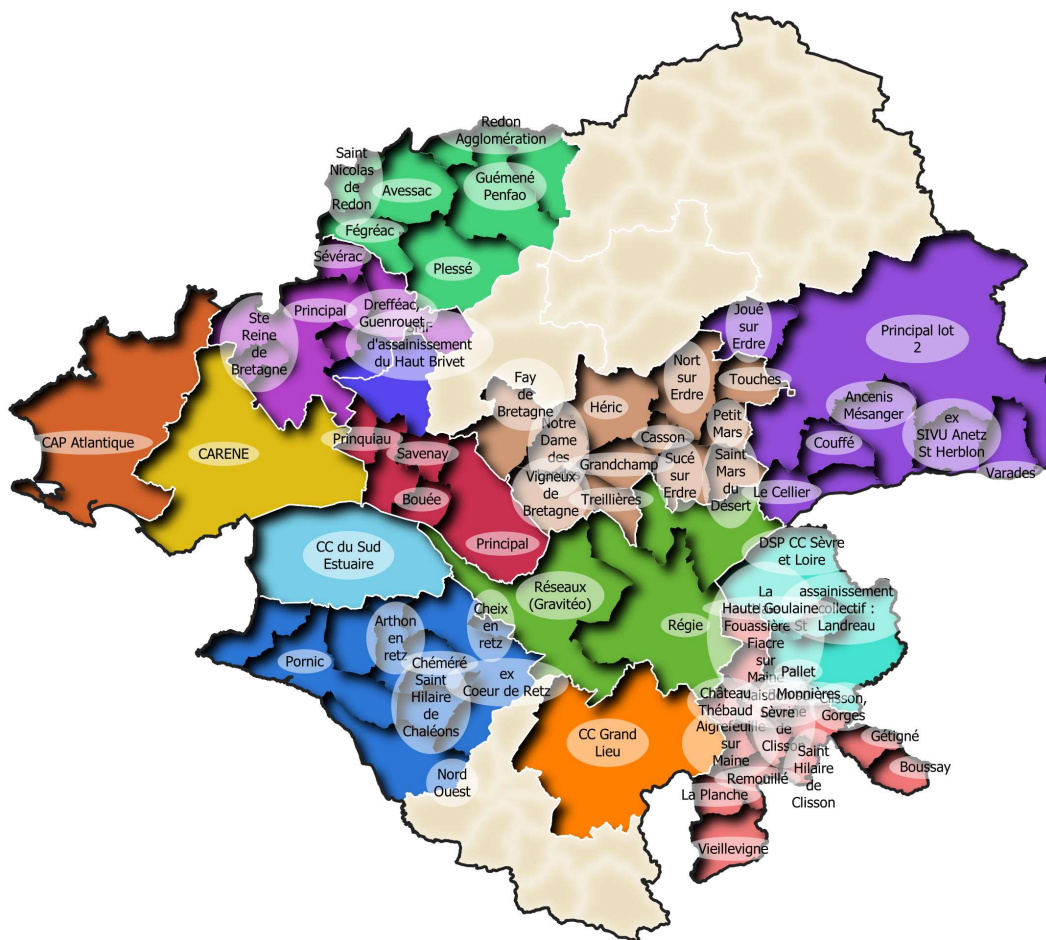 Redon
Agglomération
Saint
Nicolas
de
Redon
Avessac
Guémené
Penfao
Fégréac
Sévérac
Plessé
Principal
Drefféac,
Guenrouet
d'assainissement
du Haut Brivet
Ste
Reine
de
Bretagne
Joué
sur
Erdre
Principal lot
2
Nort
sur
Erdre
Touches
Fay
de
Bretagne
Héric
Ancenis
Mésanger
ex
SIVU Anetz
St Herblon
Petit
Mars
Notre
Dame
des
Casson
Couffé
CAP Atlantique
CARENE
Prinquiau
Savenay
Grandchamp
Sucé
sur
Erdre
Saint
Mars
du
Désert
Varades
Vigneux
de
Bretagne
Treillières
Le Cellier
Bouée
Principal
CC du Sud
Estuaire
DSP CC Sèvre
et Loire
Réseaux
(Gravitéo)
Régie
La
Haute Goulaine
Fouassière St
Fiacre
sur
Maine
assainissement
collectif :
Landreau
Cheix
en
retz
Arthon
en
retz
Pornic
Chéméré
Saint
Hilaire
de
Chaléons
ex
Coeur de Retz
Pallet
Château
Thébaud
Monnières
Clisson,
Gorges
Sèvre
de
Clisson
Aigrefeuille
sur
Maine
CC Grand
Lieu
Gétigné
Boussay
Saint
Hilaire
de
Clisson
Nord
Ouest
Remouillé
La Planche
Vieillevigne